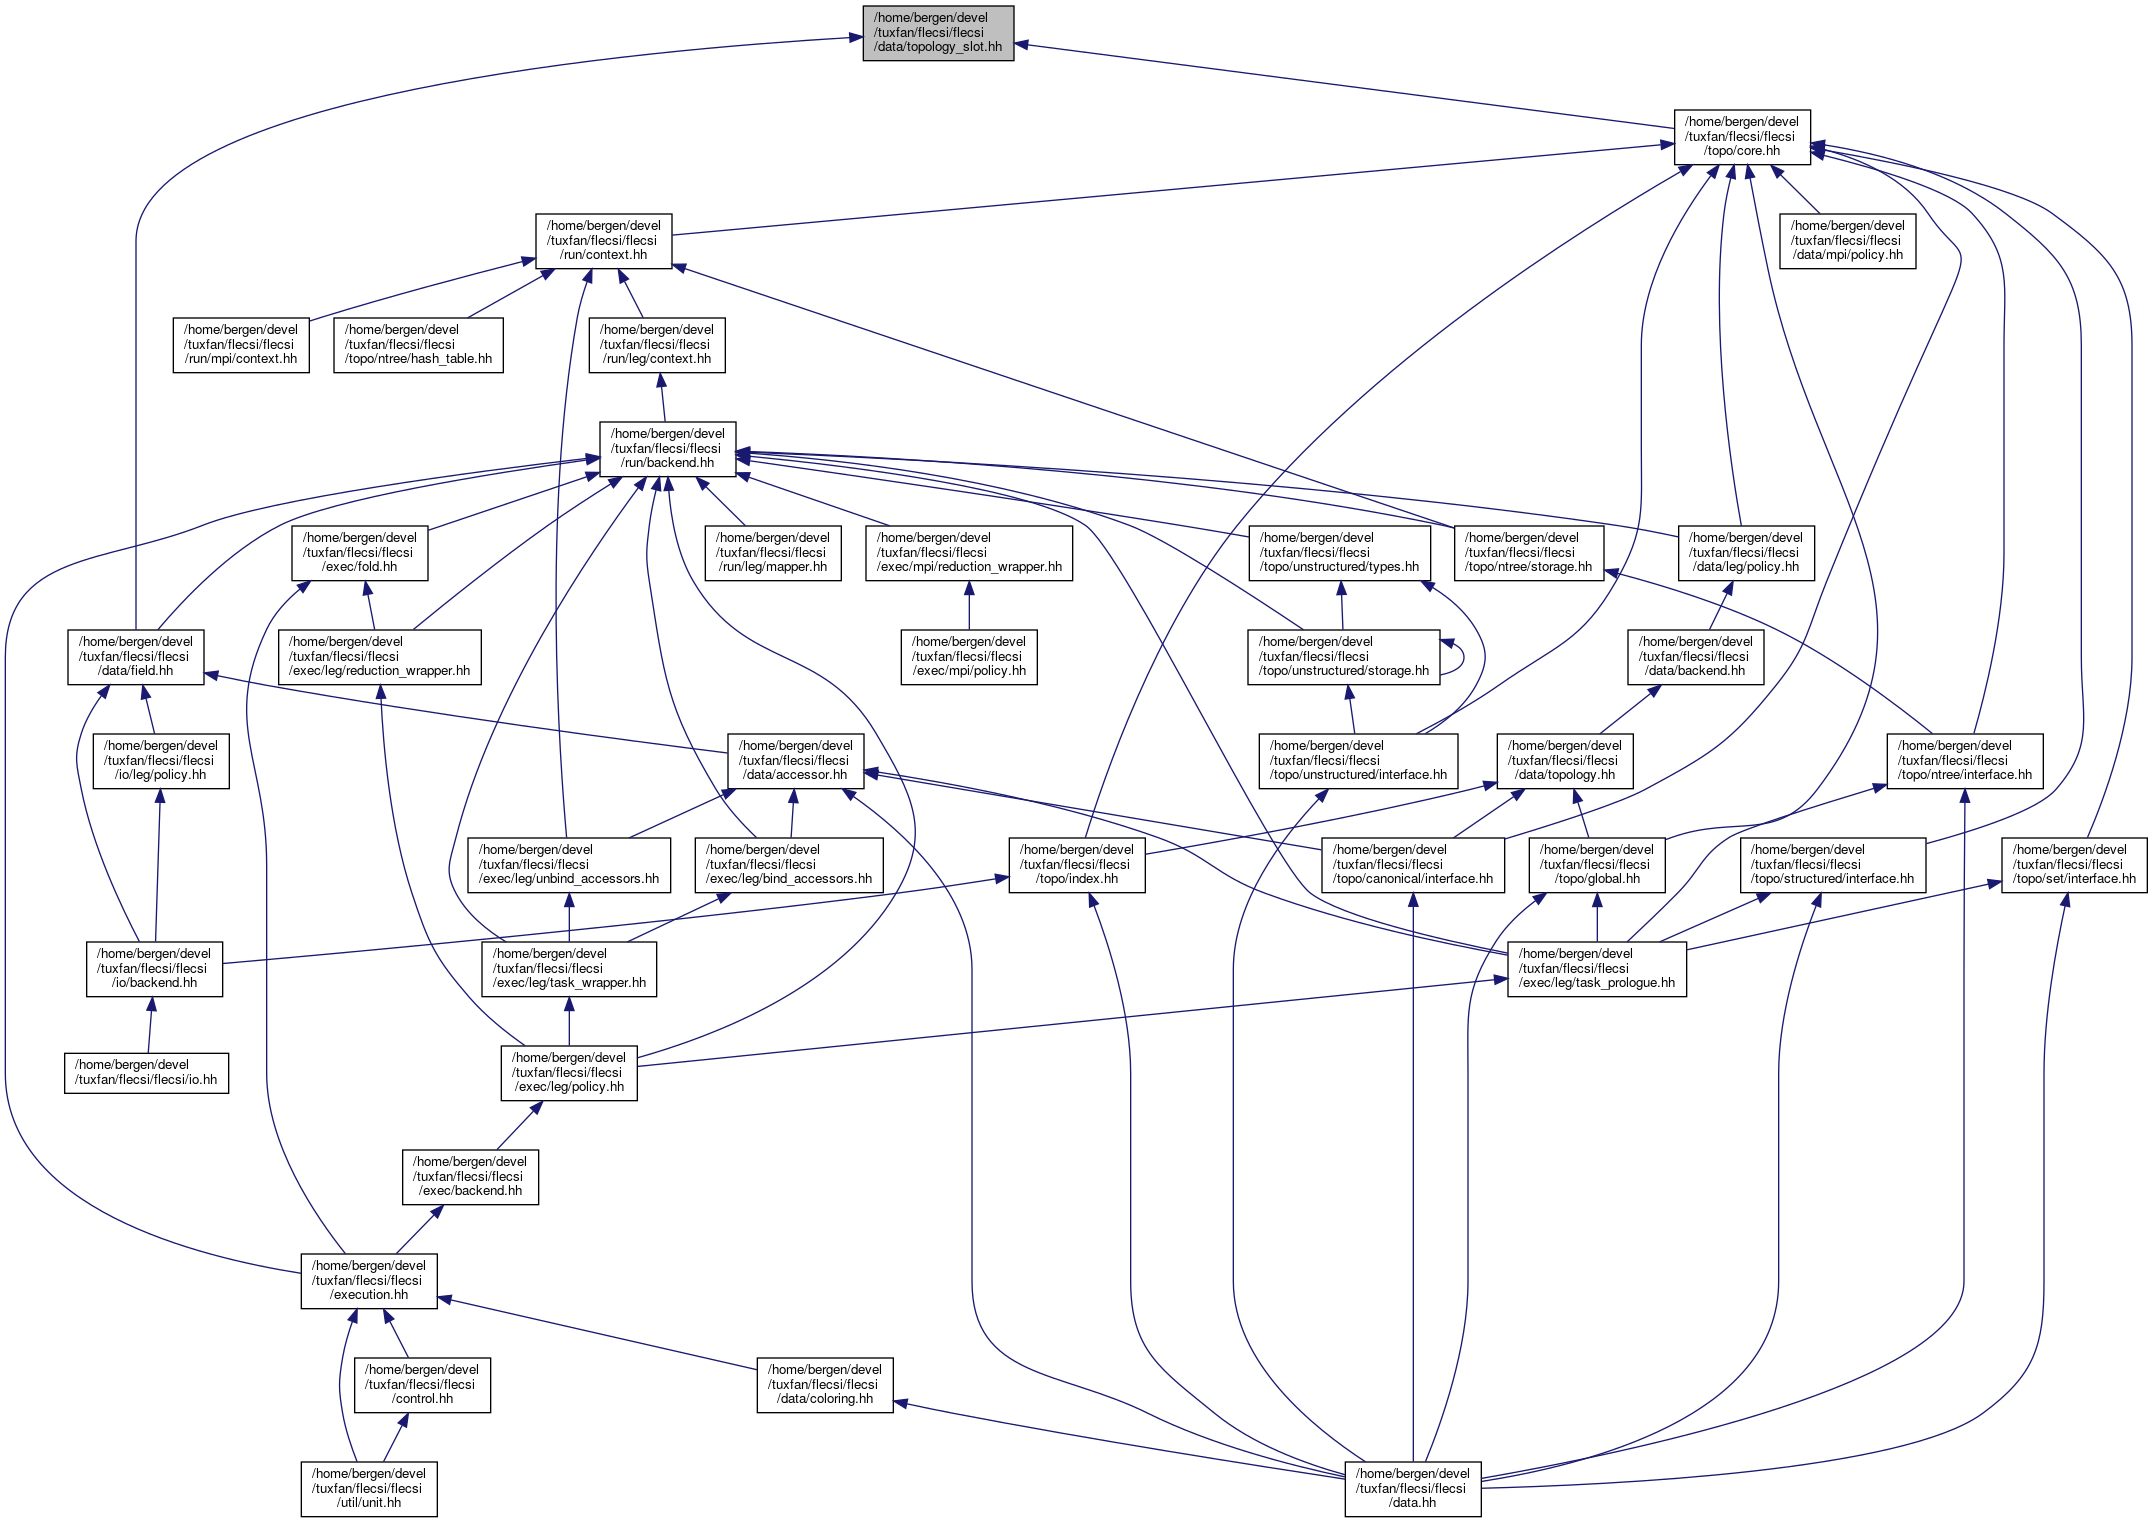 /home/bergen/devel
/tuxfan/flecsi/flecsi
/data/topology_slot.hh
/home/bergen/devel
/tuxfan/flecsi/flecsi
/topo/core.hh
/home/bergen/devel
/tuxfan/flecsi/flecsi
/run/context.hh
/home/bergen/devel
/tuxfan/flecsi/flecsi
/data/mpi/policy.hh
/home/bergen/devel
/tuxfan/flecsi/flecsi
/run/mpi/context.hh
/home/bergen/devel
/tuxfan/flecsi/flecsi
/topo/ntree/hash_table.hh
/home/bergen/devel
/tuxfan/flecsi/flecsi
/run/leg/context.hh
/home/bergen/devel
/tuxfan/flecsi/flecsi
/run/backend.hh
/home/bergen/devel
/tuxfan/flecsi/flecsi
/exec/fold.hh
/home/bergen/devel
/tuxfan/flecsi/flecsi
/run/leg/mapper.hh
/home/bergen/devel
/tuxfan/flecsi/flecsi
/exec/mpi/reduction_wrapper.hh
/home/bergen/devel
/tuxfan/flecsi/flecsi
/topo/unstructured/types.hh
/home/bergen/devel
/tuxfan/flecsi/flecsi
/topo/ntree/storage.hh
/home/bergen/devel
/tuxfan/flecsi/flecsi
/data/leg/policy.hh
/home/bergen/devel
/tuxfan/flecsi/flecsi
/data/field.hh
/home/bergen/devel
/tuxfan/flecsi/flecsi
/exec/leg/reduction_wrapper.hh
/home/bergen/devel
/tuxfan/flecsi/flecsi
/exec/mpi/policy.hh
/home/bergen/devel
/tuxfan/flecsi/flecsi
/topo/unstructured/storage.hh
/home/bergen/devel
/tuxfan/flecsi/flecsi
/data/backend.hh
/home/bergen/devel
/tuxfan/flecsi/flecsi
/io/leg/policy.hh
/home/bergen/devel
/tuxfan/flecsi/flecsi
/data/accessor.hh
/home/bergen/devel
/tuxfan/flecsi/flecsi
/topo/unstructured/interface.hh
/home/bergen/devel
/tuxfan/flecsi/flecsi
/data/topology.hh
/home/bergen/devel
/tuxfan/flecsi/flecsi
/topo/ntree/interface.hh
/home/bergen/devel
/tuxfan/flecsi/flecsi
/exec/leg/unbind_accessors.hh
/home/bergen/devel
/tuxfan/flecsi/flecsi
/exec/leg/bind_accessors.hh
/home/bergen/devel
/tuxfan/flecsi/flecsi
/topo/index.hh
/home/bergen/devel
/tuxfan/flecsi/flecsi
/topo/canonical/interface.hh
/home/bergen/devel
/tuxfan/flecsi/flecsi
/topo/global.hh
/home/bergen/devel
/tuxfan/flecsi/flecsi
/topo/structured/interface.hh
/home/bergen/devel
/tuxfan/flecsi/flecsi
/topo/set/interface.hh
/home/bergen/devel
/tuxfan/flecsi/flecsi
/io/backend.hh
/home/bergen/devel
/tuxfan/flecsi/flecsi
/exec/leg/task_wrapper.hh
/home/bergen/devel
/tuxfan/flecsi/flecsi
/exec/leg/task_prologue.hh
/home/bergen/devel
/tuxfan/flecsi/flecsi/io.hh
/home/bergen/devel
/tuxfan/flecsi/flecsi
/exec/leg/policy.hh
/home/bergen/devel
/tuxfan/flecsi/flecsi
/exec/backend.hh
/home/bergen/devel
/tuxfan/flecsi/flecsi
/execution.hh
/home/bergen/devel
/tuxfan/flecsi/flecsi
/control.hh
/home/bergen/devel
/tuxfan/flecsi/flecsi
/data/coloring.hh
/home/bergen/devel
/tuxfan/flecsi/flecsi
/util/unit.hh
/home/bergen/devel
/tuxfan/flecsi/flecsi
/data.hh